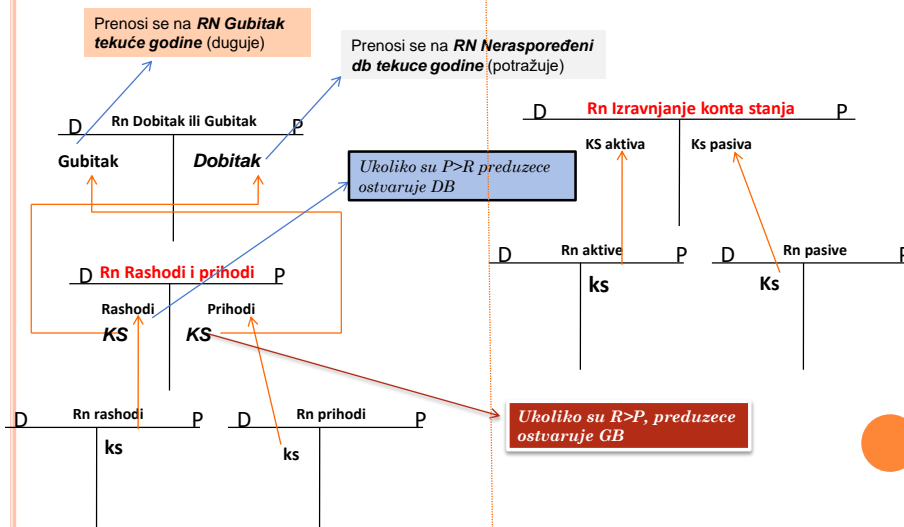 Prenosi se na RN Gubitak
tekuće godine (duguje)
Prenosi se na RN Neraspoređeni
db tekuce godine (potražuje)
D Rn Dobitak ili Gubitak P
Gubitak Dobitak
Ukoliko su P>R preduzece
ostvaruje DB
D Rn Rashodi i prihodi P
Rashodi Prihodi
KS KS
D Rn rashodi P
ks
D Rn prihodi P
ks
D Rn Izravnjanje konta stanja P
KS aktiva Ks pasiva
D Rn aktive P
ks
D Rn pasive P
Ks
Ukoliko su R>P, preduzece
ostvaruje GB